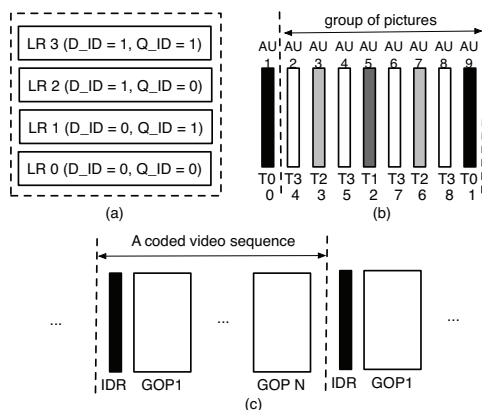 LR 3 (D_ID = 1, Q_ID = 1)
LR 2 (D_ID = 1, Q_ID = 0)
LR 1 (D_ID = 0, Q_ID = 1)
LR 0 (D_ID = 0, Q_ID = 0)
(a)
group of pictures
AU AU AU AU AU AU AU AU AU
1 2 3 4 5 6 7 8 9
T0 T3 T2 T3 T1 T3 T2 T3 T0
0 4 3 5 2 7 6 8 1
(b)
A coded video sequence
... ... ...
IDR GOP1 GOP N IDR GOP1
(c)